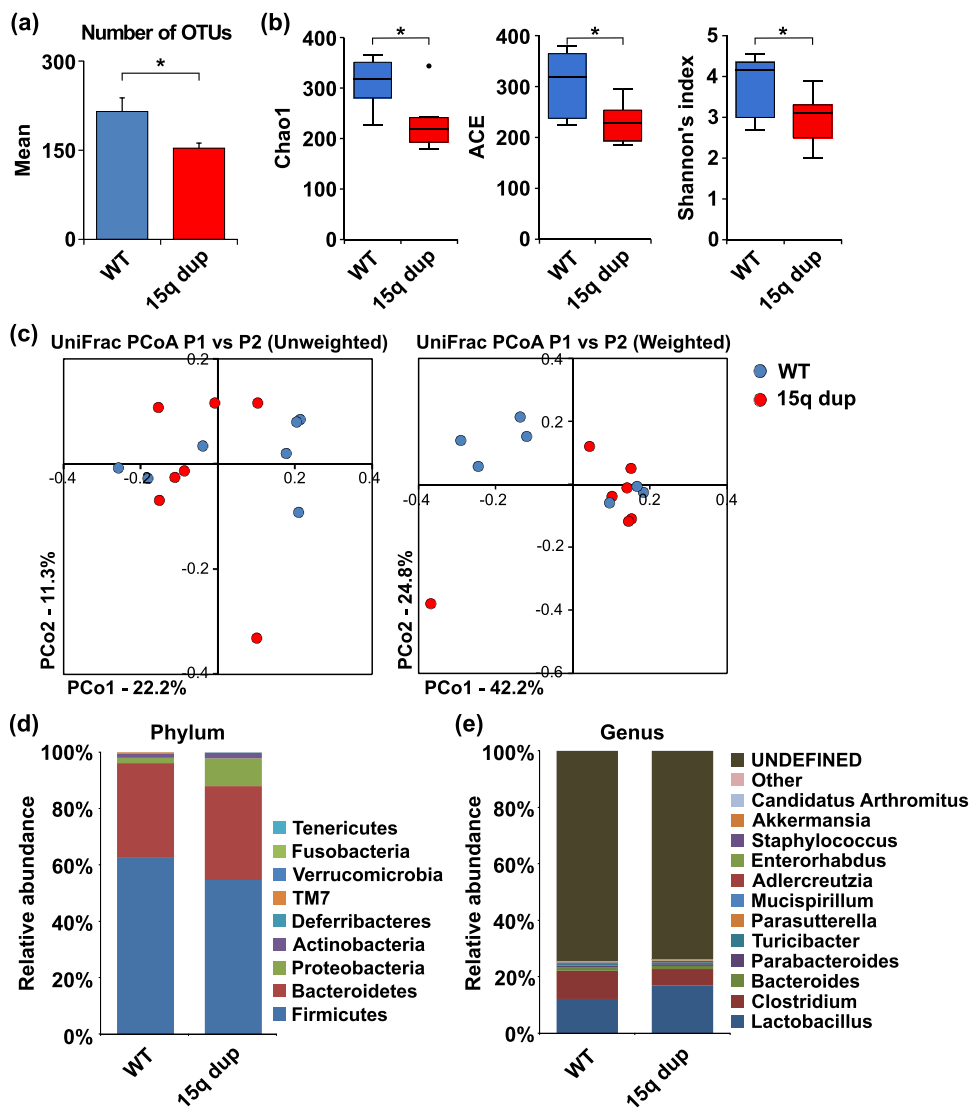 (a)
Number of OTUs
*
300
150
0
Mean
WT
15q dup
(b)
*
400
300
200
100
0
Chao1
WT
15q dup
*
400
300
200
100
0
ACE
WT
15q dup
*
5
4
3
2
1
0
Shannon's index
WT
15q dup
(c)
UniFrac PCoA P1 vs P2 (Unweighted)
0.2
-0.4
-0.2
0.2
0.4
-0.2
-0.4
PCo2 - 11.3%
PCo1 - 22.2%
UniFrac PCoA P1 vs P2 (Weighted)
0.4
0.2
-0.4
-0.2
0.2
0.4
-0.2
-0.4
-0.6
PCo2 - 24.8%
PCo1 - 42.2%
WT
15q dup
(d)
Phylum
100%
80%
60%
40%
20%
0%
Relative abundance
WT
15q dup
Tenericutes
Fusobacteria
Verrucomicrobia
TM7
Deferribacteres
Actinobacteria
Proteobacteria
Bacteroidetes
Firmicutes
(e)
Genus
100%
80%
60%
40%
20%
0%
Relative abundance
WT
15q dup
UNDEFINED
Other
Candidatus Arthromitus
Akkermansia
Staphylococcus
Enterorhabdus
Adlercreutzia
Mucispirillum
Parasutterella
Turicibacter
Parabacteroides
Bacteroides
Clostridium
Lactobacillus